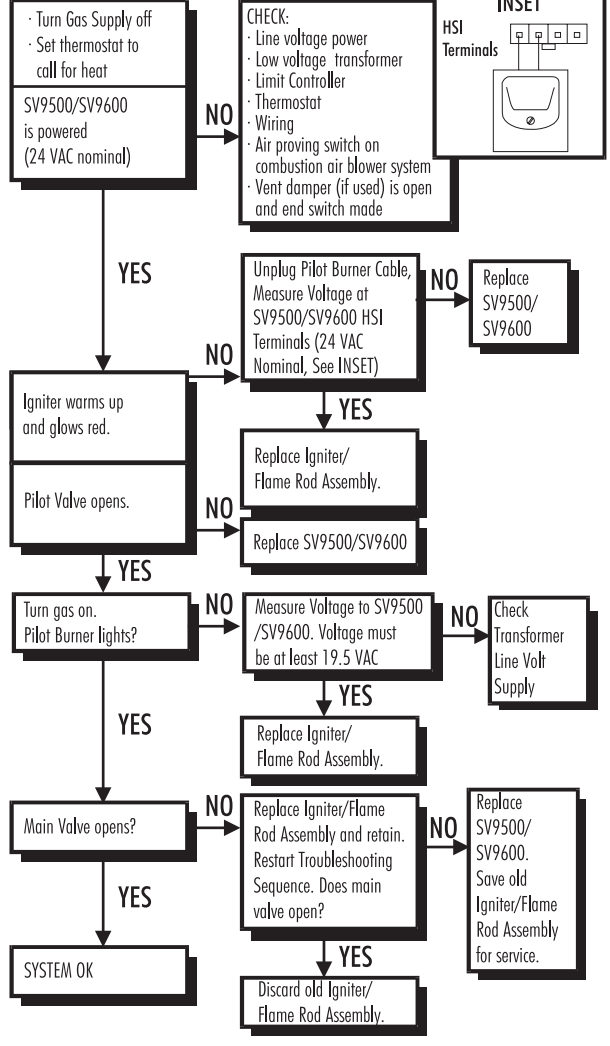 · Turn Gas Supply off
· Set thermostat to
call for heat
SV9500/SV9600
is powered
(24 VAC nominal)
NO
CHECK:
· Line voltage power
· Low voltage transformer
· Limit Controller
· Thermostat
· Wiring
· Air proving switch on
combustion air blower system
· Vent damper (if used) is open
and end switch made
INSET
HSI
Terminals
YES
Igniter warms up
and glows red.
NO
Unplug Pilot Burner Cable,
Measure Voltage at
SV9500/SV9600 HSI
Terminals (24 VAC
Nominal, See INSET)
NO
Replace
SV9500/
SV9600
YES
Replace Igniter/
Flame Rod Assembly.
Pilot Valve opens.
NO
Replace SV9500/SV9600
YES
Turn gas on.
Pilot Burner lights?
NO
Measure Voltage to SV9500
/SV9600. Voltage must
be at least 19.5 VAC
NO
Check
Transformer
Line Volt
Supply
YES
Replace Igniter/
Flame Rod Assembly.
YES
Main Valve opens?
NO
Replace Igniter/Flame
Rod Assembly and retain.
Restart Troubleshooting
Sequence. Does main
valve open?
NO
Replace
SV9500/
SV9600.
Save old
Igniter/Flame
Rod Assembly
for service.
YES
Discard old Igniter/
Flame Rod Assembly.
YES
SYSTEM OK